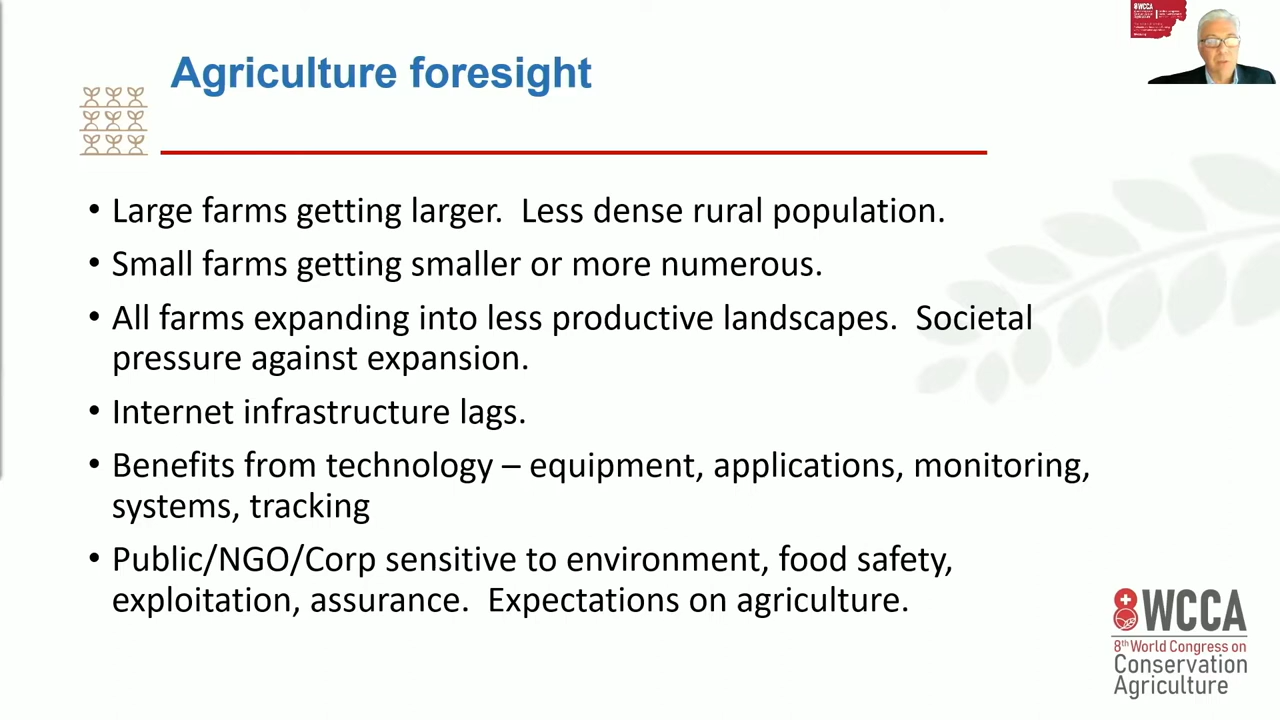 Agriculture foresight
• Large farms getting larger.  Less dense rural population.
• Small farms getting smaller or more numerous.
• All farms expanding into less productive landscapes.  Societal
pressure against expansion.
• Internet infrastructure lags.
• Benefits from technology – equipment, applications, monitoring,
systems, tracking
• Public/NGO/Corp sensitive to environment, food safety,
exploitation, assurance.  Expectations on agriculture.
8WCCA
8WCCA
8th World Congress on
Conservation
Agriculture